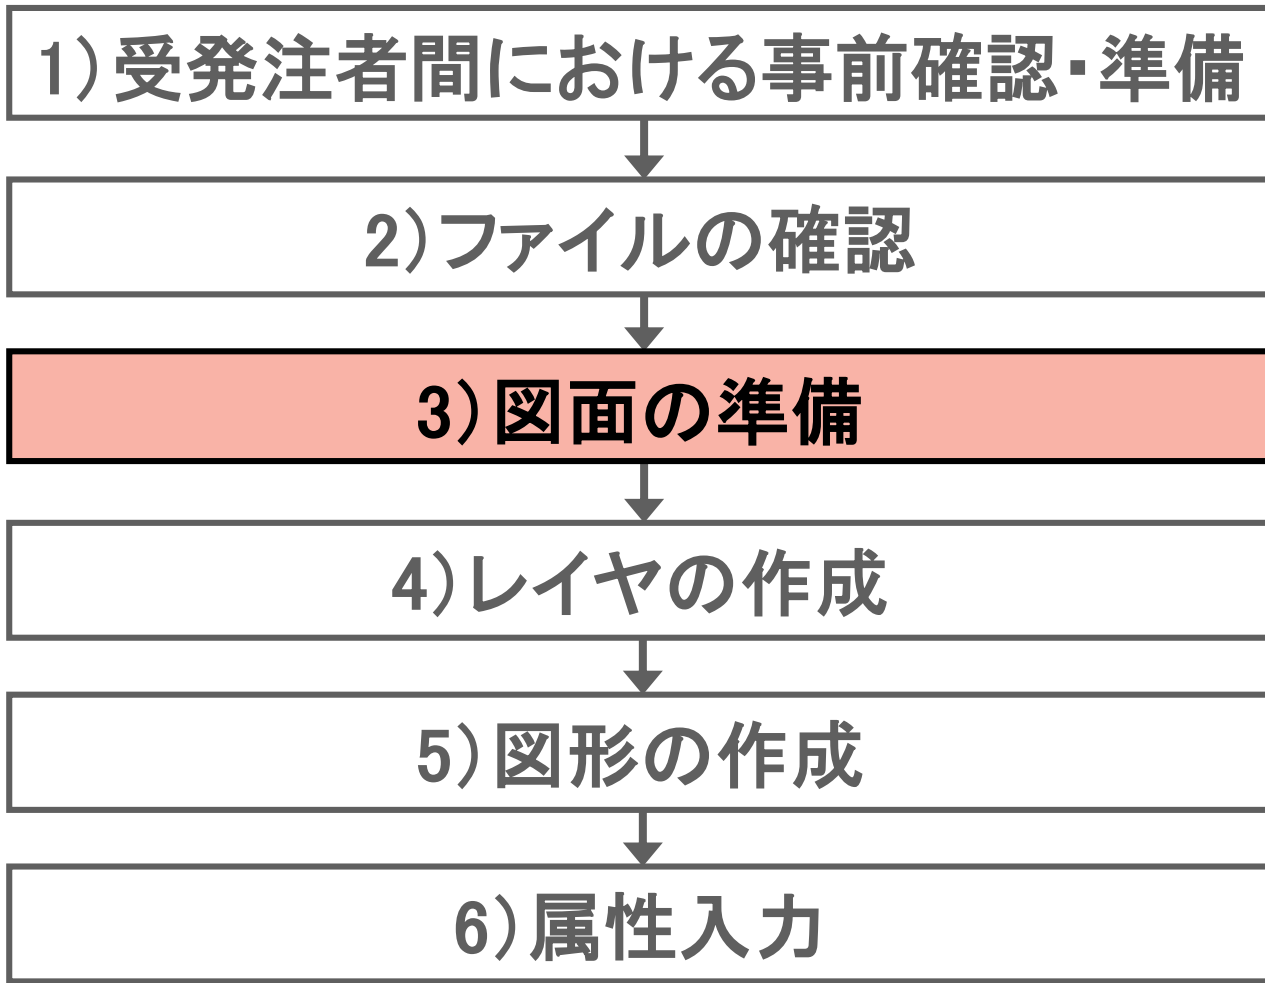 1)受発注者間における事前確認・準備
2)ファイルの確認
3)図面の準備
4)レイヤの作成
5)図形の作成
6)属性入力